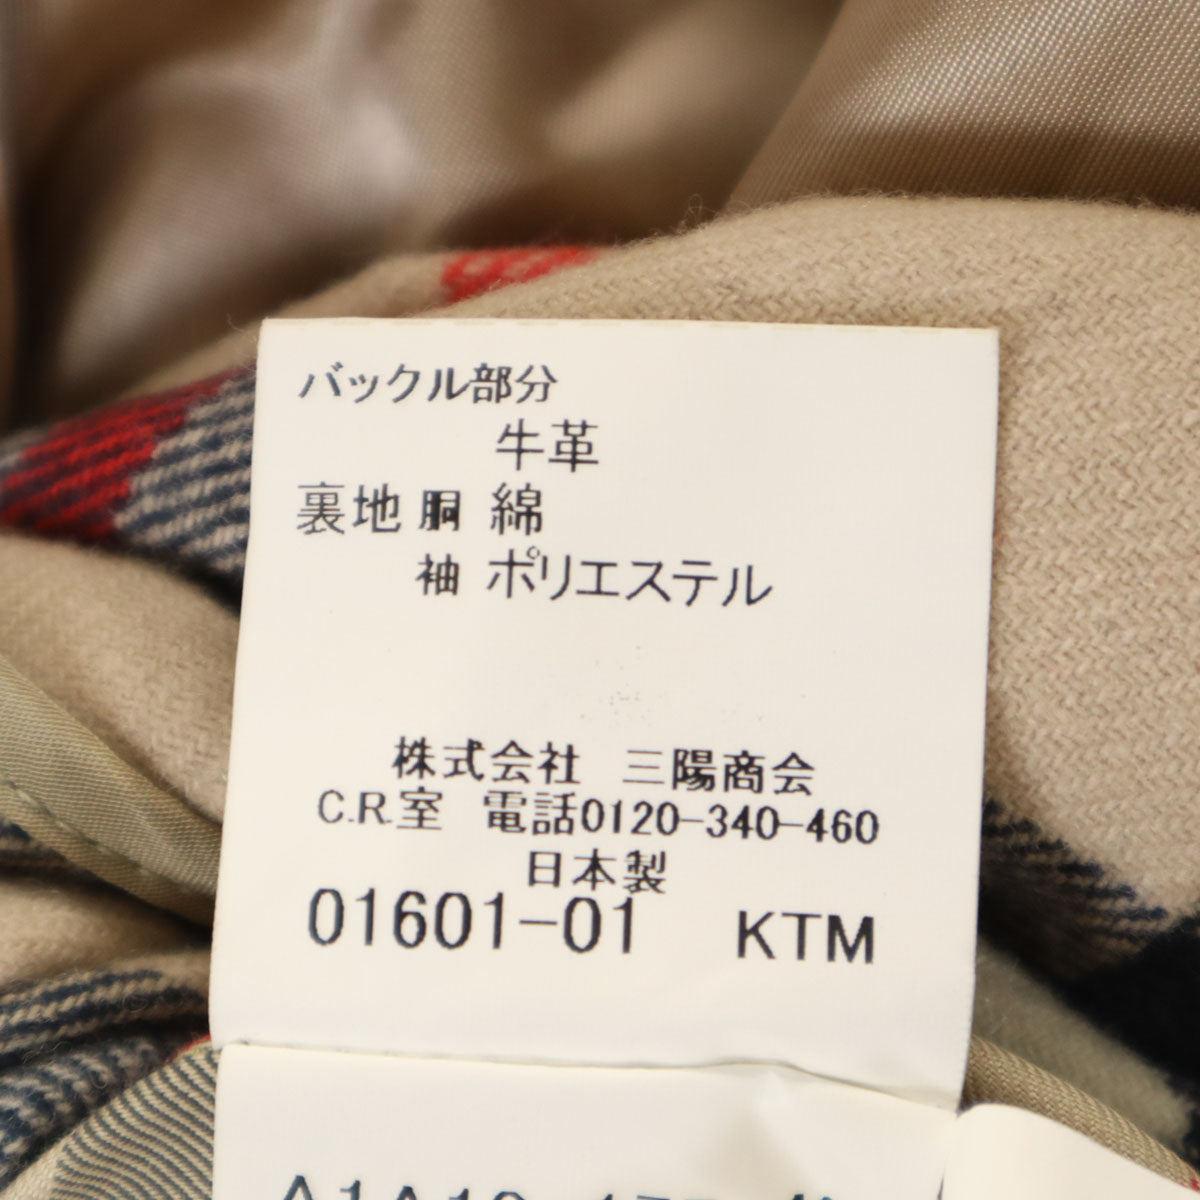 バックル部分
牛革
裏地 胴 綿
袖 ポリエステル
株式会社 三陽商会
C.R.室 電話0120-340-460
日本製
01601-01 KTM